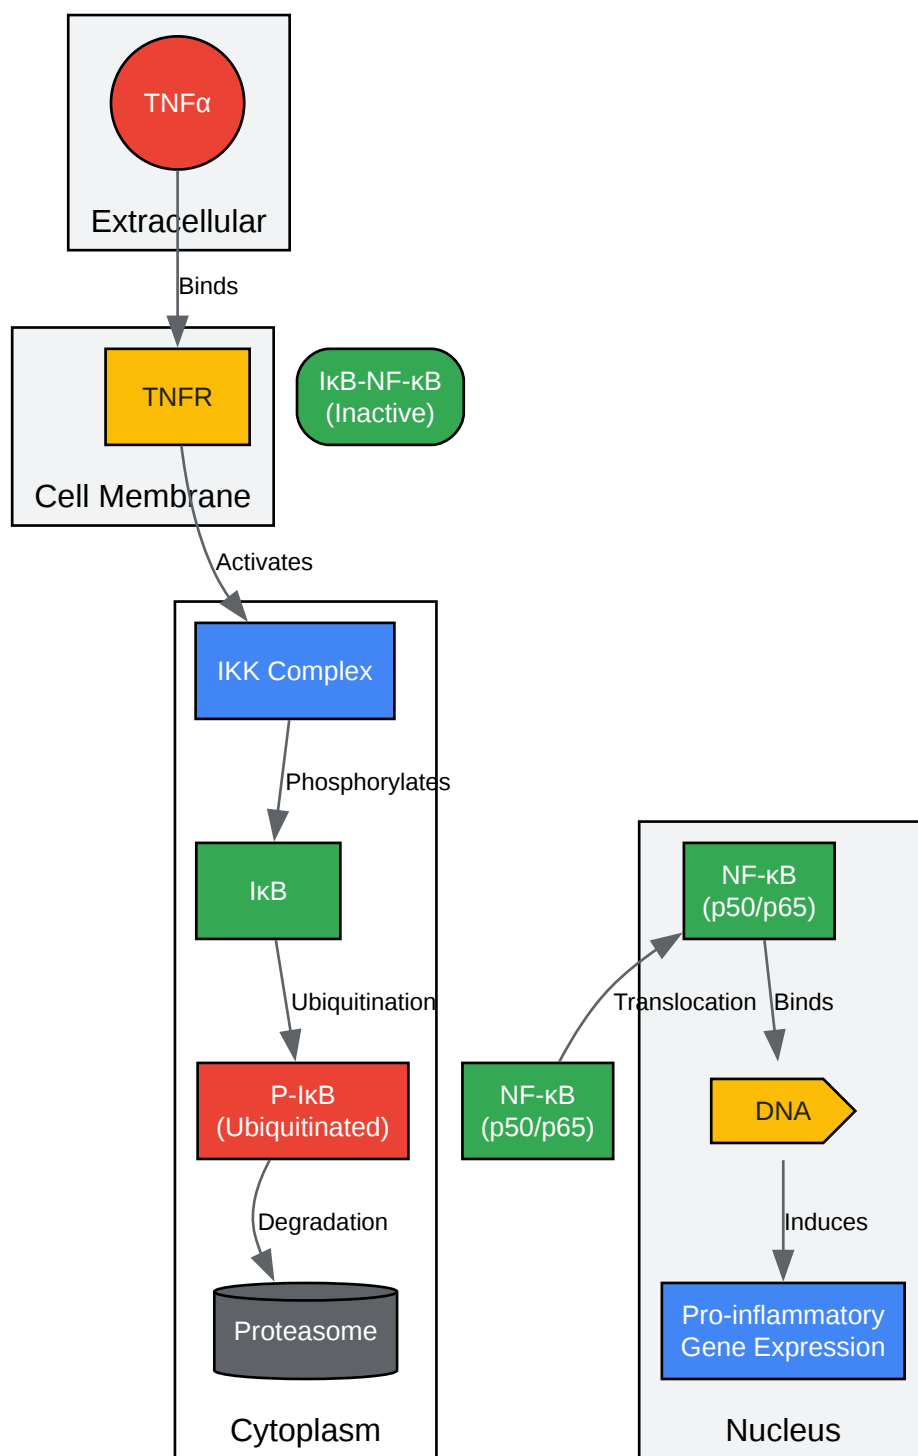 TNFα
Extracellular
Binds
TNFR
IκB-NF-κB
(Inactive)
Cell Membrane
Activates
IKK Complex
Phosphorylates
IκB
NF-κB
(p50/p65)
Ubiquitination
Translocation
Binds
P-IκB
(Ubiquitinated)
NF-κB
(p50/p65)
DNA
Degradation
Induces
Proteasome
Pro-inflammatory
Gene Expression
Cytoplasm
Nucleus